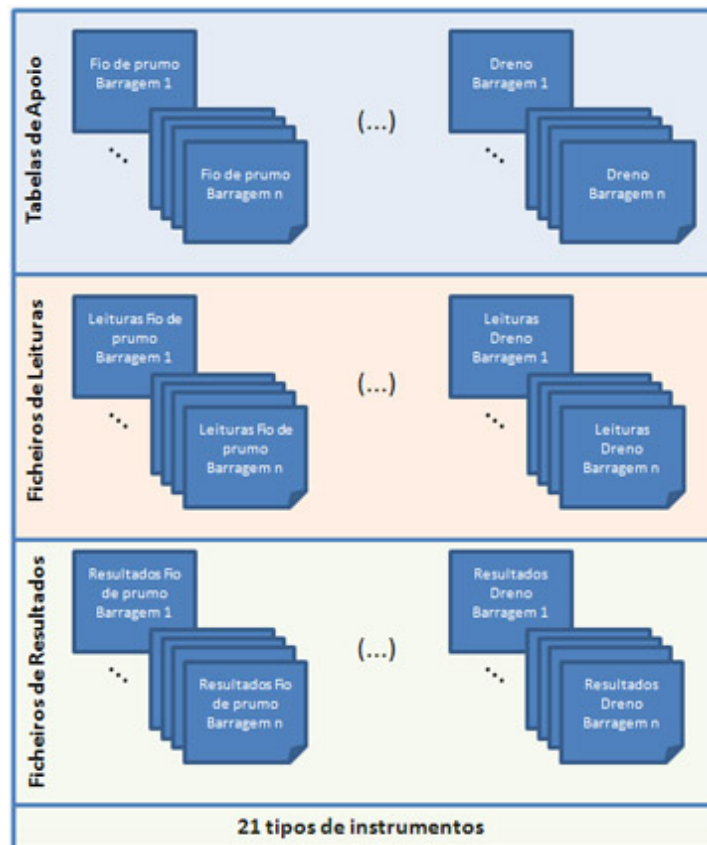 Tabelas de Apoio
Fio de prumo
Barragem 1
...
Fio de prumo
Barragem n
(...)
Dreno
Barragem 1
...
Dreno
Barragem n
Ficheiros de Leituras
Leituras Fio de
prumo
Barragem 1
...
Leituras Fio de
prumo
Barragem n
(...)
Leituras
Dreno
Barragem 1
...
Leituras
Dreno
Barragem n
Ficheiros de Resultados
Resultados Fio
de prumo
Barragem 1
...
Resultados Fio
de prumo
Barragem n
(...)
Resultados
Dreno
Barragem 1
...
Resultados
Dreno
Barragem n
21 tipos de instrumentos